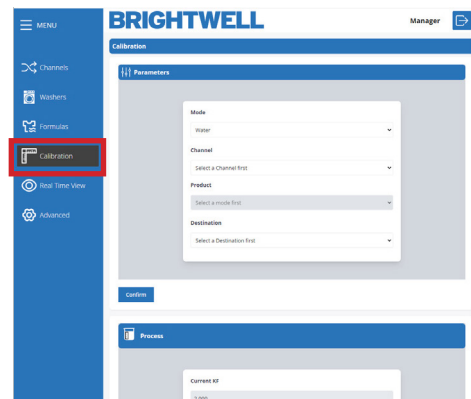 MENU
BRIGHTWELL
Manager
Calibration
Channels
Washers
Formulas
Calibration
Real Time View
Advanced
Parameters
Mode
Water
Channel
Select a Channel first
Product
Select a mode first
Destination
Select a Destination first
Confirm
Process
Current KF